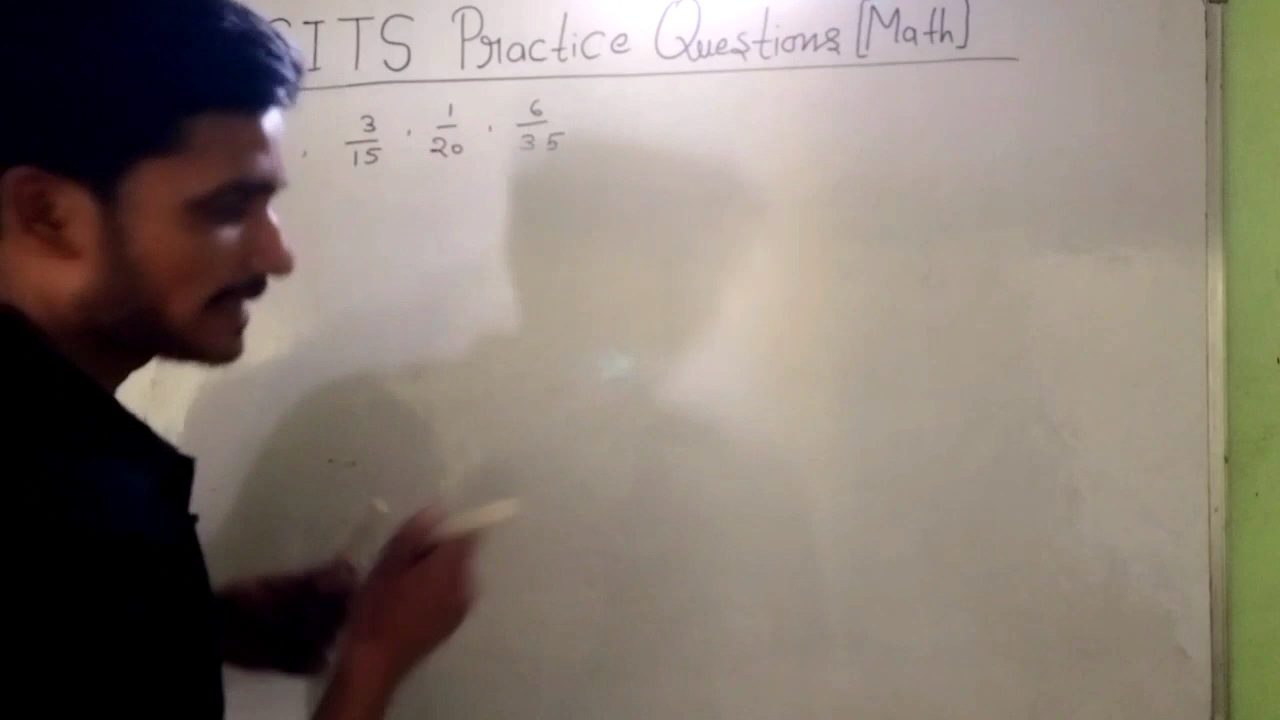 ITS Practice Questions [Math]
. 3/15 , 1/20 , 6/35